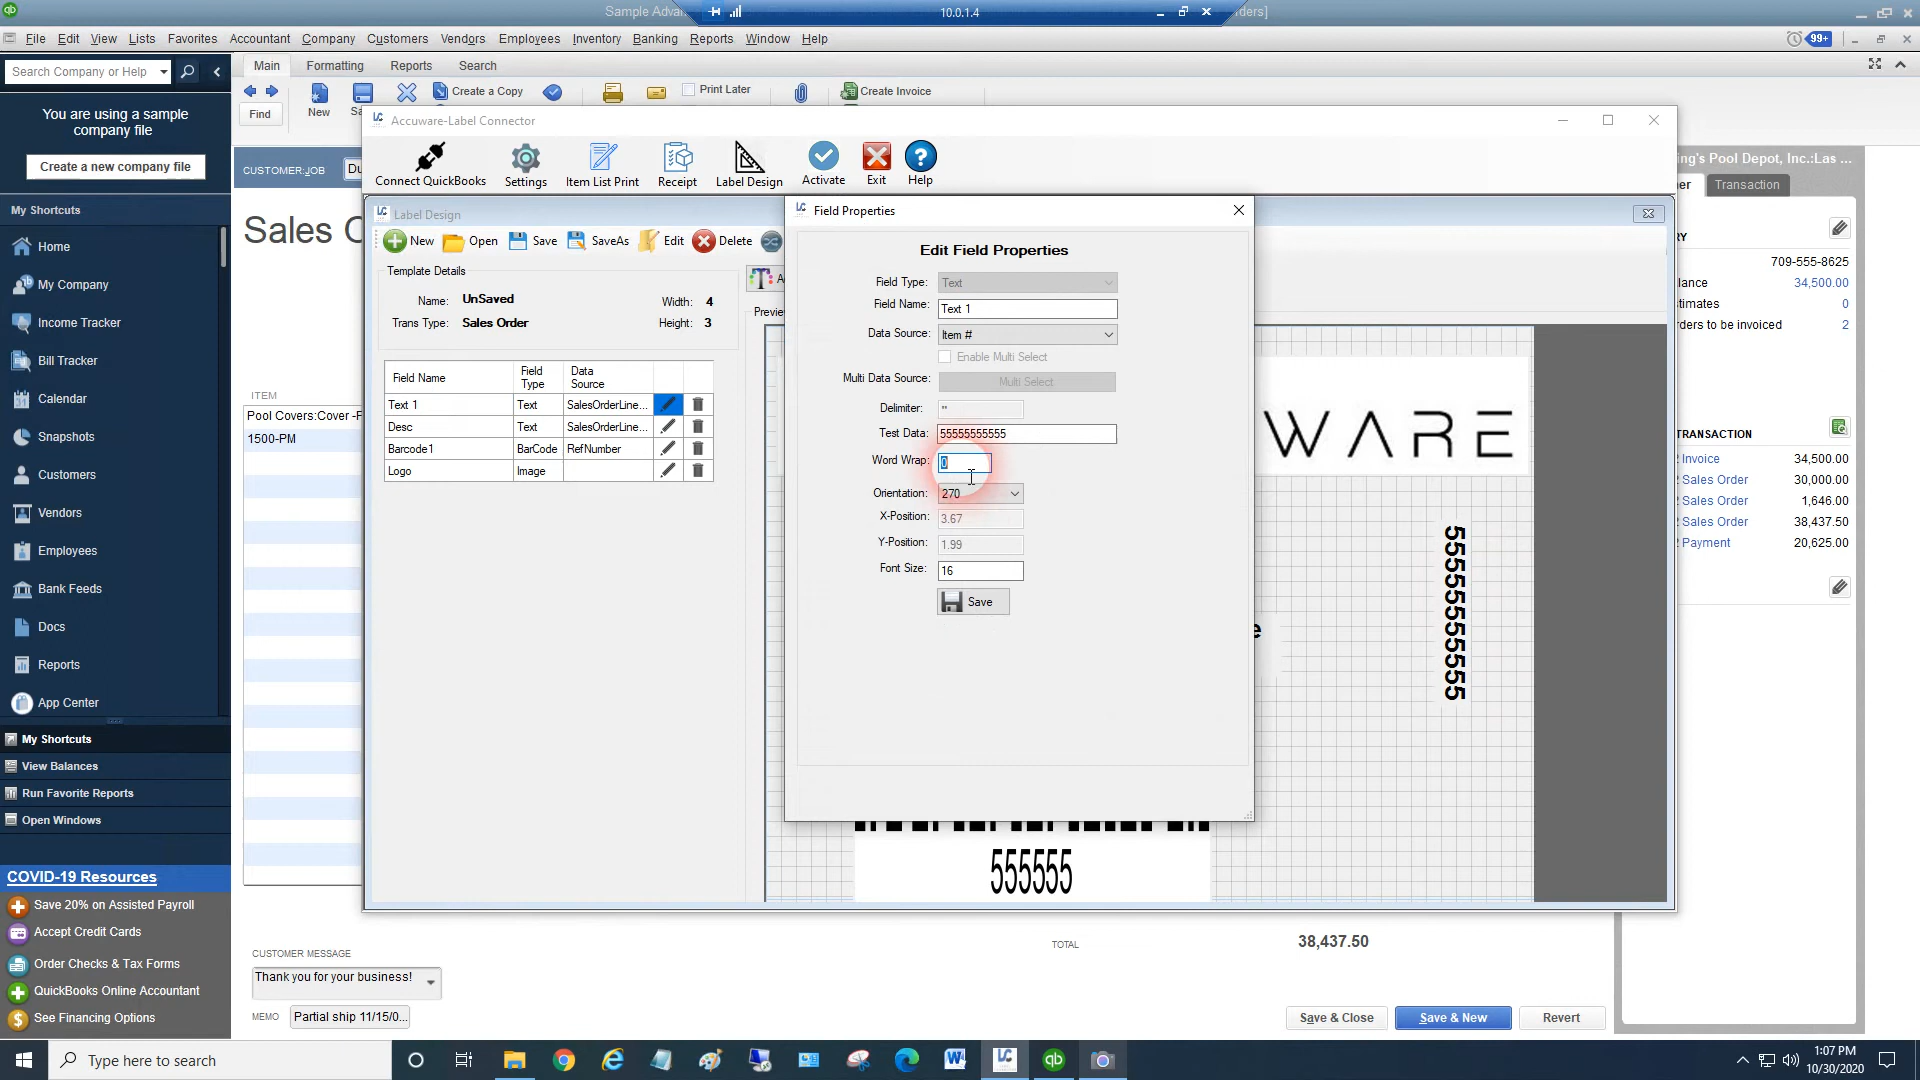 Sample Adva
10.0.1.4
ders]
File Edit View Lists Favorites Accountant Company Customers Vendors Employees Inventory Banking Reports Window Help
99+
Search Company or Help
Main Formatting Reports Search
Find
New
Create a Copy
Print Later
Create Invoice
You are using a sample
company file
Create a new company file
My Shortcuts
Home
My Company
Income Tracker
Bill Tracker
Calendar
Snapshots
Customers
Vendors
Employees
Bank Feeds
Docs
Reports
App Center
My Shortcuts
View Balances
Run Favorite Reports
Open Windows
COVID-19 Resources
Save 20% on Assisted Payroll
Accept Credit Cards
Order Checks & Tax Forms
QuickBooks Online Accountant
See Financing Options
CUSTOMER:JOB Du
Sales O
ITEM
Pool Covers:Cover -F
1500-PM
CUSTOMER MESSAGE
Thank you for your business!
MEMO Partial ship 11/15/0...
TOTAL 38,437.50
Save & Close Save & New Revert
LC Accuware-Label Connector
Connect QuickBooks Settings Item List Print Receipt Label Design Activate Exit Help
LC Label Design
New Open Save SaveAs Edit Delete
Template Details
Name: UnSaved Width: 4
Trans Type: Sales Order Height: 3
Field Name Field Type Data Source
Text 1 Text SalesOrderLine...
Desc Text SalesOrderLine...
Barcode1 BarCode RefNumber
Logo Image
A
Preview
LC Field Properties
Edit Field Properties
Field Type: Text
Field Name: Text 1
Data Source: Item #
Enable Multi Select
Multi Data Source: Multi Select
Delimiter: ''
Test Data: 55555555555
Word Wrap: 0
Orientation: 270
X-Position: 3.67
Y-Position: 1.99
Font Size: 16
Save
WARE
55555555555
e
555555
ng's Pool Depot, Inc.:Las ...
er Transaction
RY
709-555-8625
lance 34,500.00
stimates 0
rders to be invoiced 2
TRANSACTION
Invoice 34,500.00
2 Sales Order 30,000.00
2 Sales Order 1,646.00
2 Sales Order 38,437.50
2 Payment 20,625.00
Type here to search
1:07 PM
10/30/2020